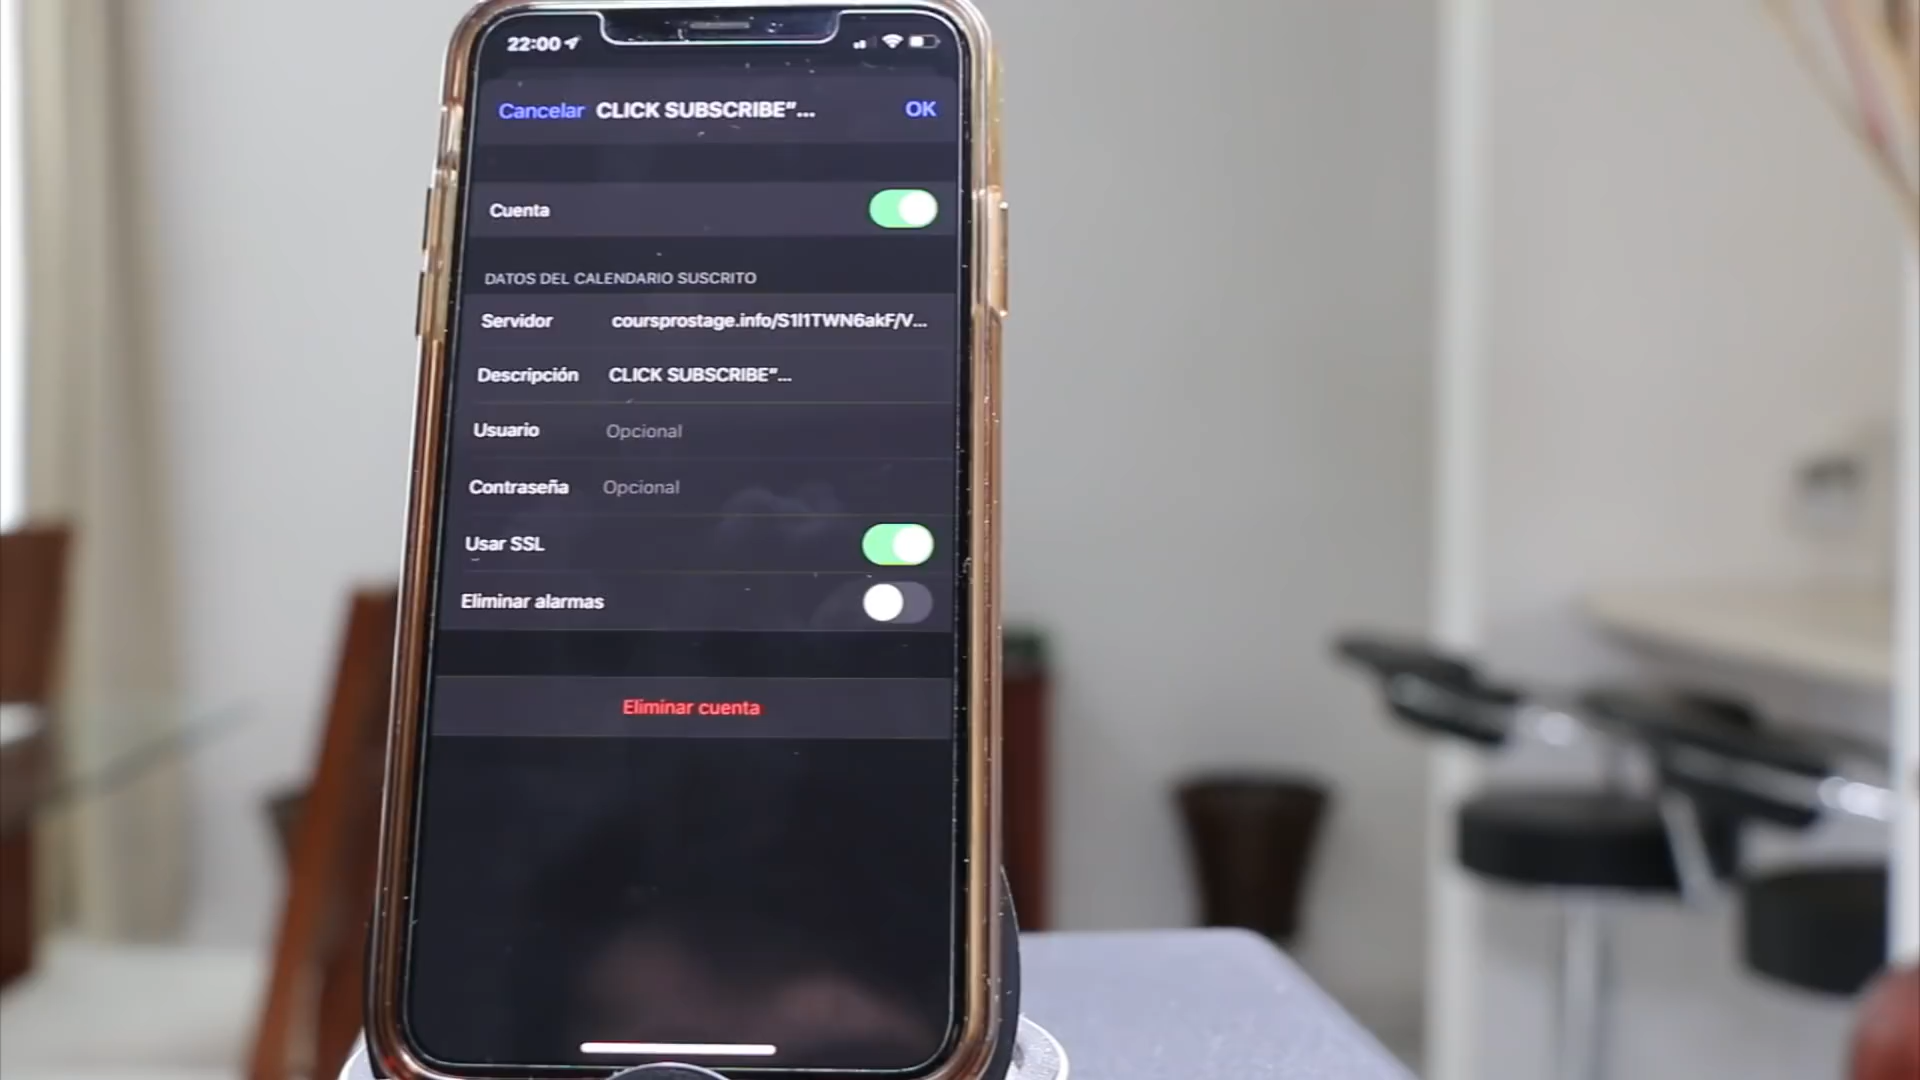 22:00
Cancelar CLICK SUBSCRIBE"... OK
Cuenta
DATOS DEL CALENDARIO SUSCRITO
Servidor coursprostage.info/S1l1TWN6akF/V...
Descripción CLICK SUBSCRIBE"...
Usuario Opcional
Contraseña Opcional
Usar SSL
Eliminar alarmas
Eliminar cuenta